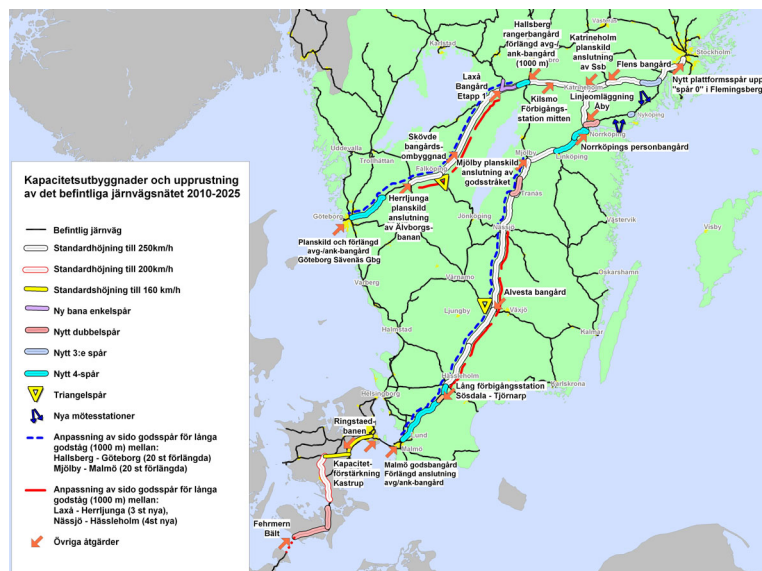 Hallsberg
rangerbangård
förlängd avg-/
ank-bangård
(1000 m)
Katrineholm
planskild
anslutning
av Ssb
Flens bangård
Västerås
Stockholm
Karlstad
Nytt plattformsspår upp
"spår 0" i Flemingsberg
Laxå
Bangård
Etapp 1
Katrineholm
Kilsmo
Förbigångs-
station mitten
Linjeomläggning
Åby
Nyköping
Norrköping
Norrköpings personbangård
Skövde
bangårds-
ombyggnad
Uddevalla
Trollhättan
Falköping
Mjölby
Linköping
Mjölby planskild
anslutning av
godsstråket
Tranås
Herrljunga
planskild
anslutning
av Älvborgs-
banan
Göteborg
Jönköping
Nässjö
Västervik
Visby
Planskild och förlängd
avg-/ank-bangård
Göteborg Sävenäs Gbg
Varberg
Värnamo
Oskarshamn
Alvesta bangård
Ljungby
Växjö
Halmstad
Kalmar
Hässleholm
Karlskrona
Lång förbigångsstation
Sösdala - Tjörnarp
Helsingborg
Ringstaed-
banen
Lund
Malmö
Kapacitet-
förstärkning
Kastrup
Malmö godsbangård
Förlängd anslutning
avg/ank-bangård
Fehrmern
Bält
Kapacitetsutbyggnader och upprustning
av det befintliga järnvägsnätet 2010-2025
Befintlig järnväg
Standardhöjning till 250km/h
Standardhöjning till 200km/h
Standardshöjning till 160 km/h
Ny bana enkelspår
Nytt dubbelspår
Nytt 3:e spår
Nytt 4-spår
Triangelspår
Nya mötesstationer
Anpassning av sido godsspår för långa
godståg (1000 m) mellan:
Hallsberg - Göteborg (20 st förlängda)
Mjölby - Malmö (20 st förlängda)
Anpassning av sido godsspår för långa
godståg (1000 m) mellan:
Laxå - Herrljunga (3 st nya),
Nässjö - Hässleholm (4st nya)
Övriga åtgärder